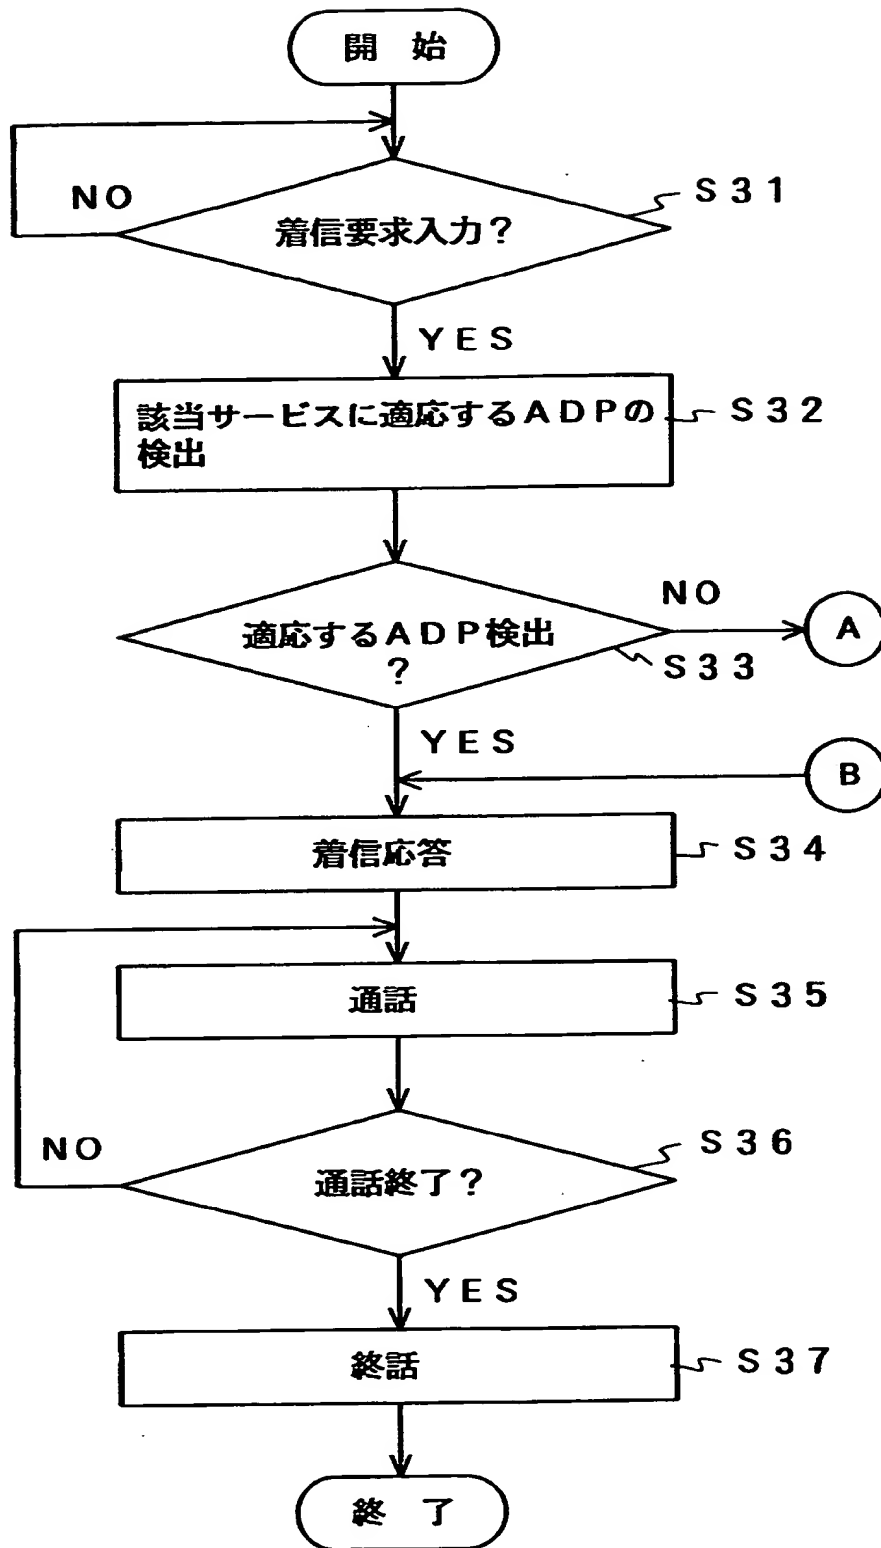 開 始
NO
着信要求入力？
S31
YES
該当サービスに適応するADPの
検出
S32
NO
A
適応するADP検出
？
S33
YES
B
着信応答
S34
通話
S35
NO
通話終了？
S36
YES
終話
S37
終 了